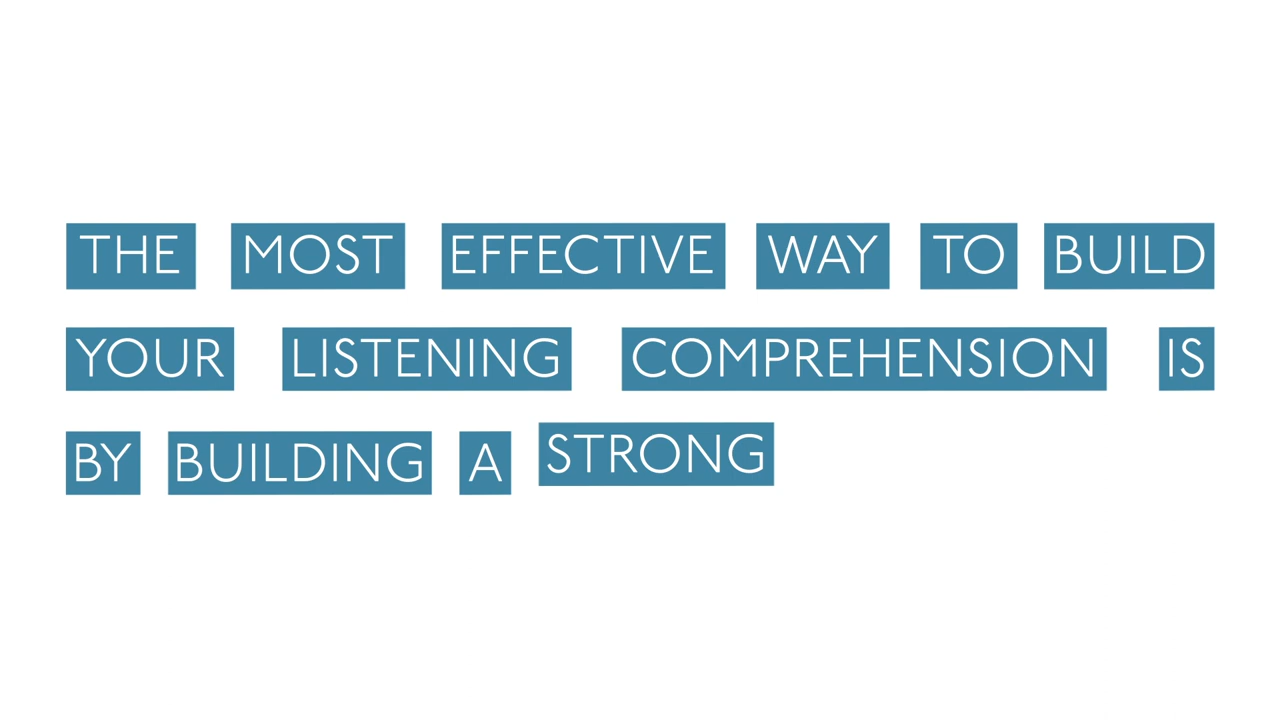 THE MOST EFFECTIVE WAY TO BUILD
YOUR LISTENING COMPREHENSION IS
BY BUILDING A STRONG